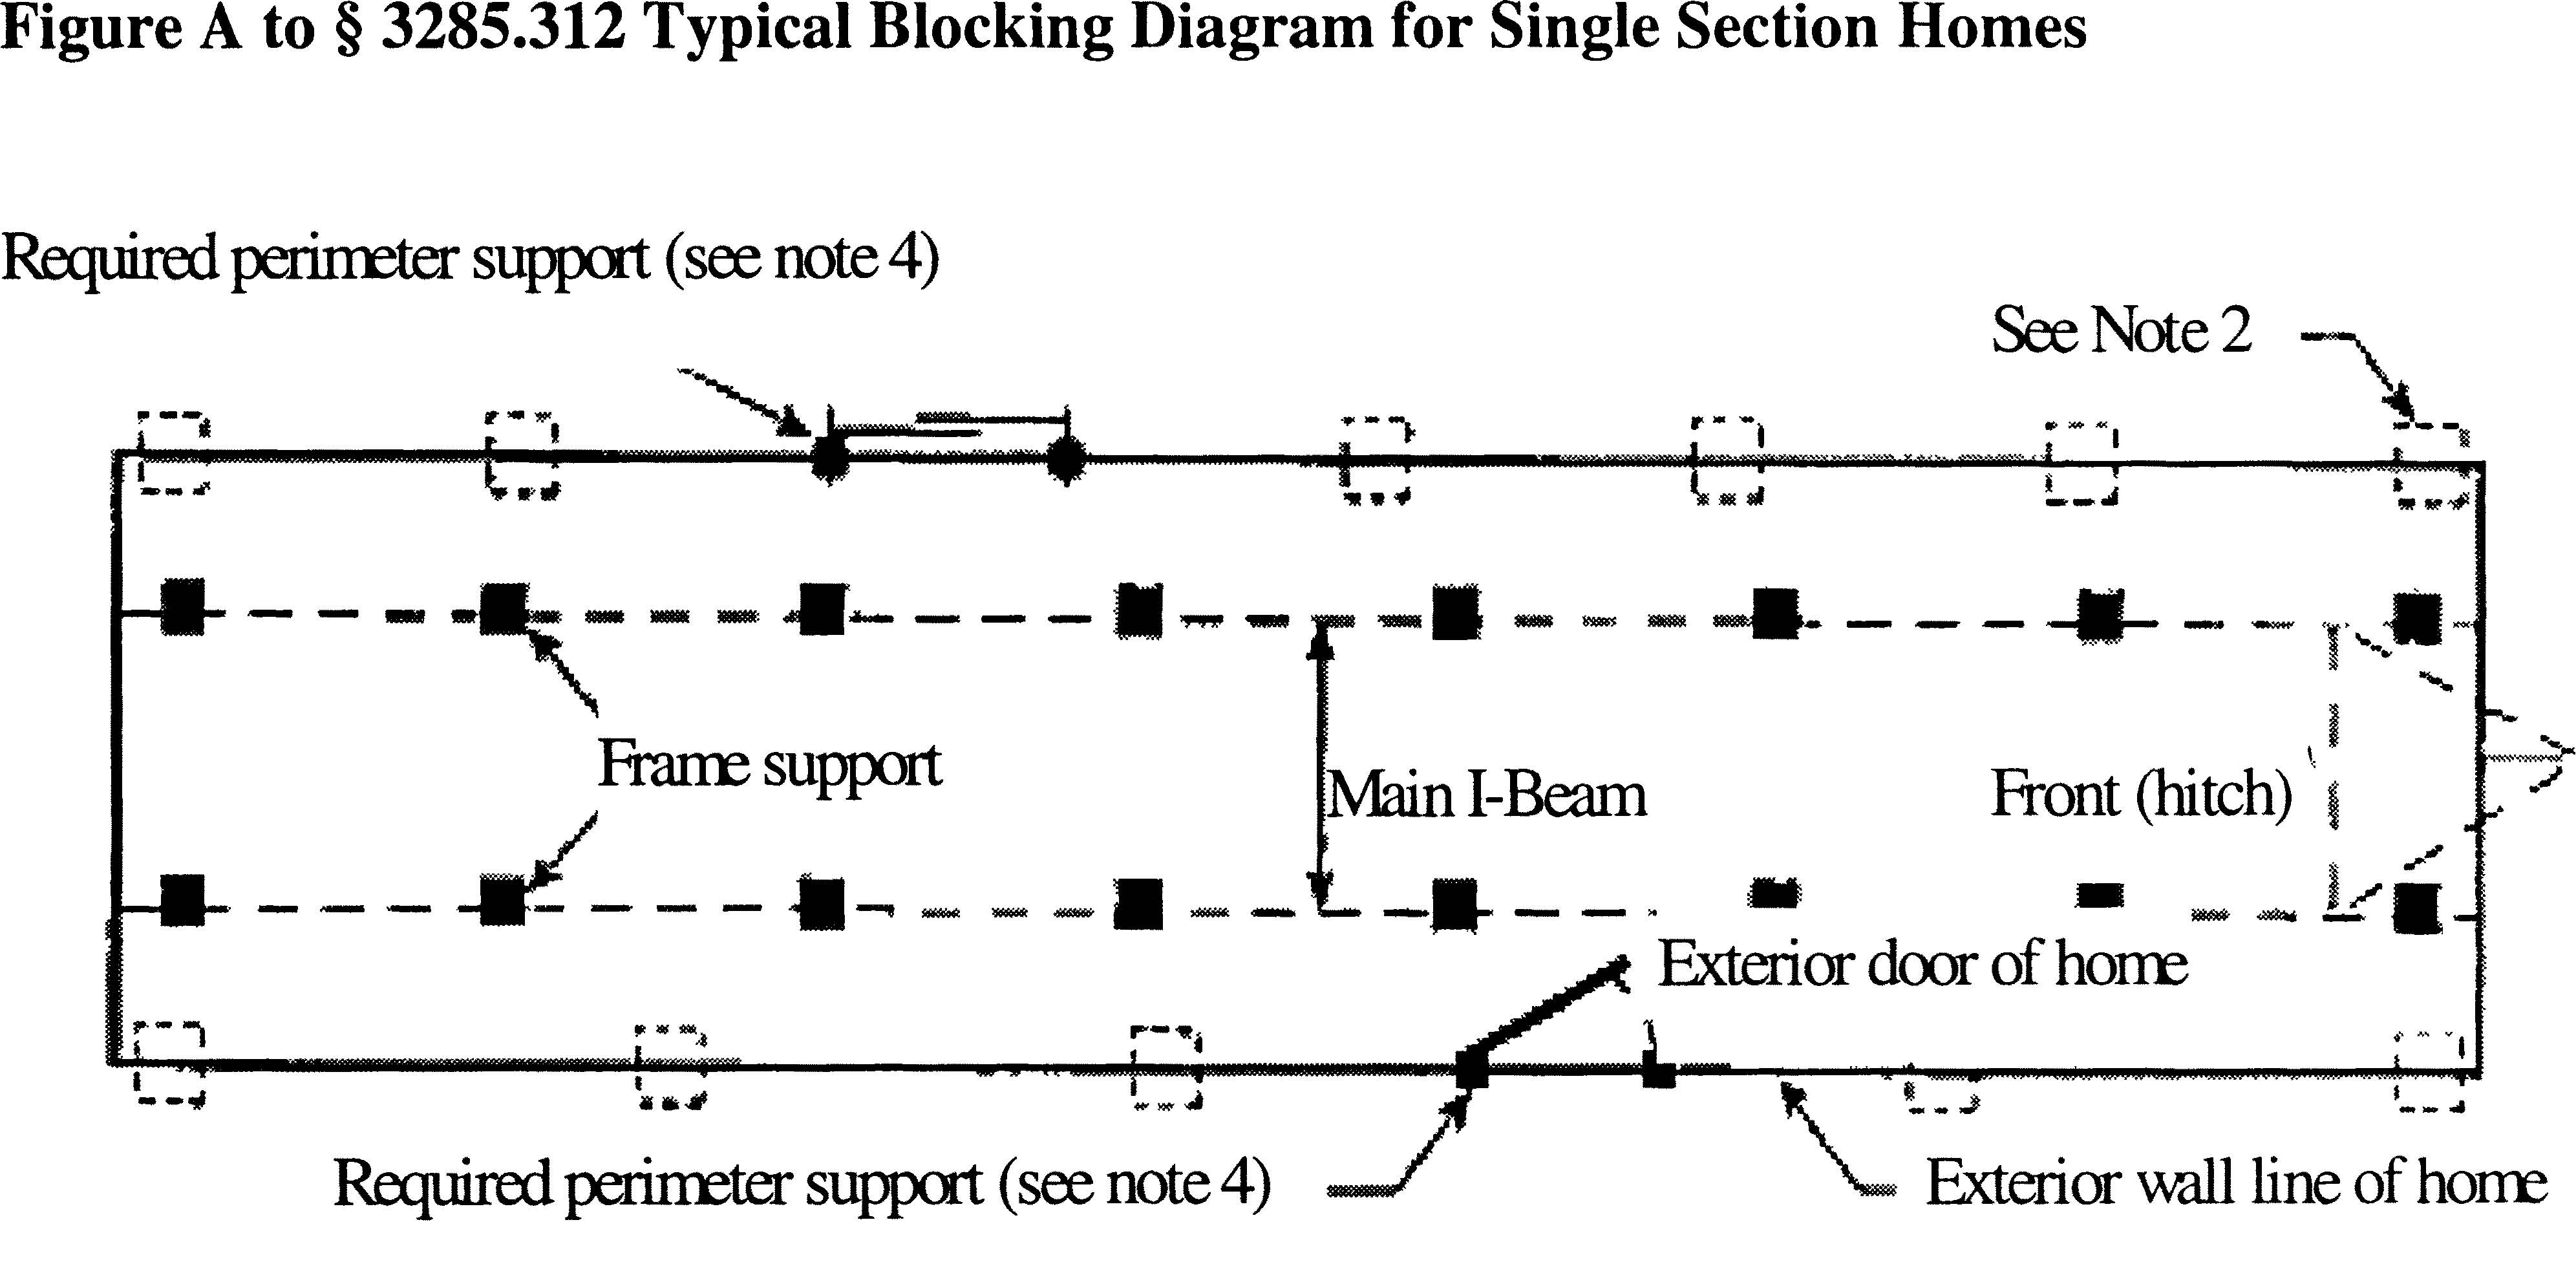 Figure A to § 3285.312 Typical Blocking Diagram for Single Section Homes
Required perimeter support (see note 4)
See Note 2
Frame support
Main I-Beam
Front (hitch)
Exterior door of home
Required perimeter support (see note 4)
Exterior wall line of home